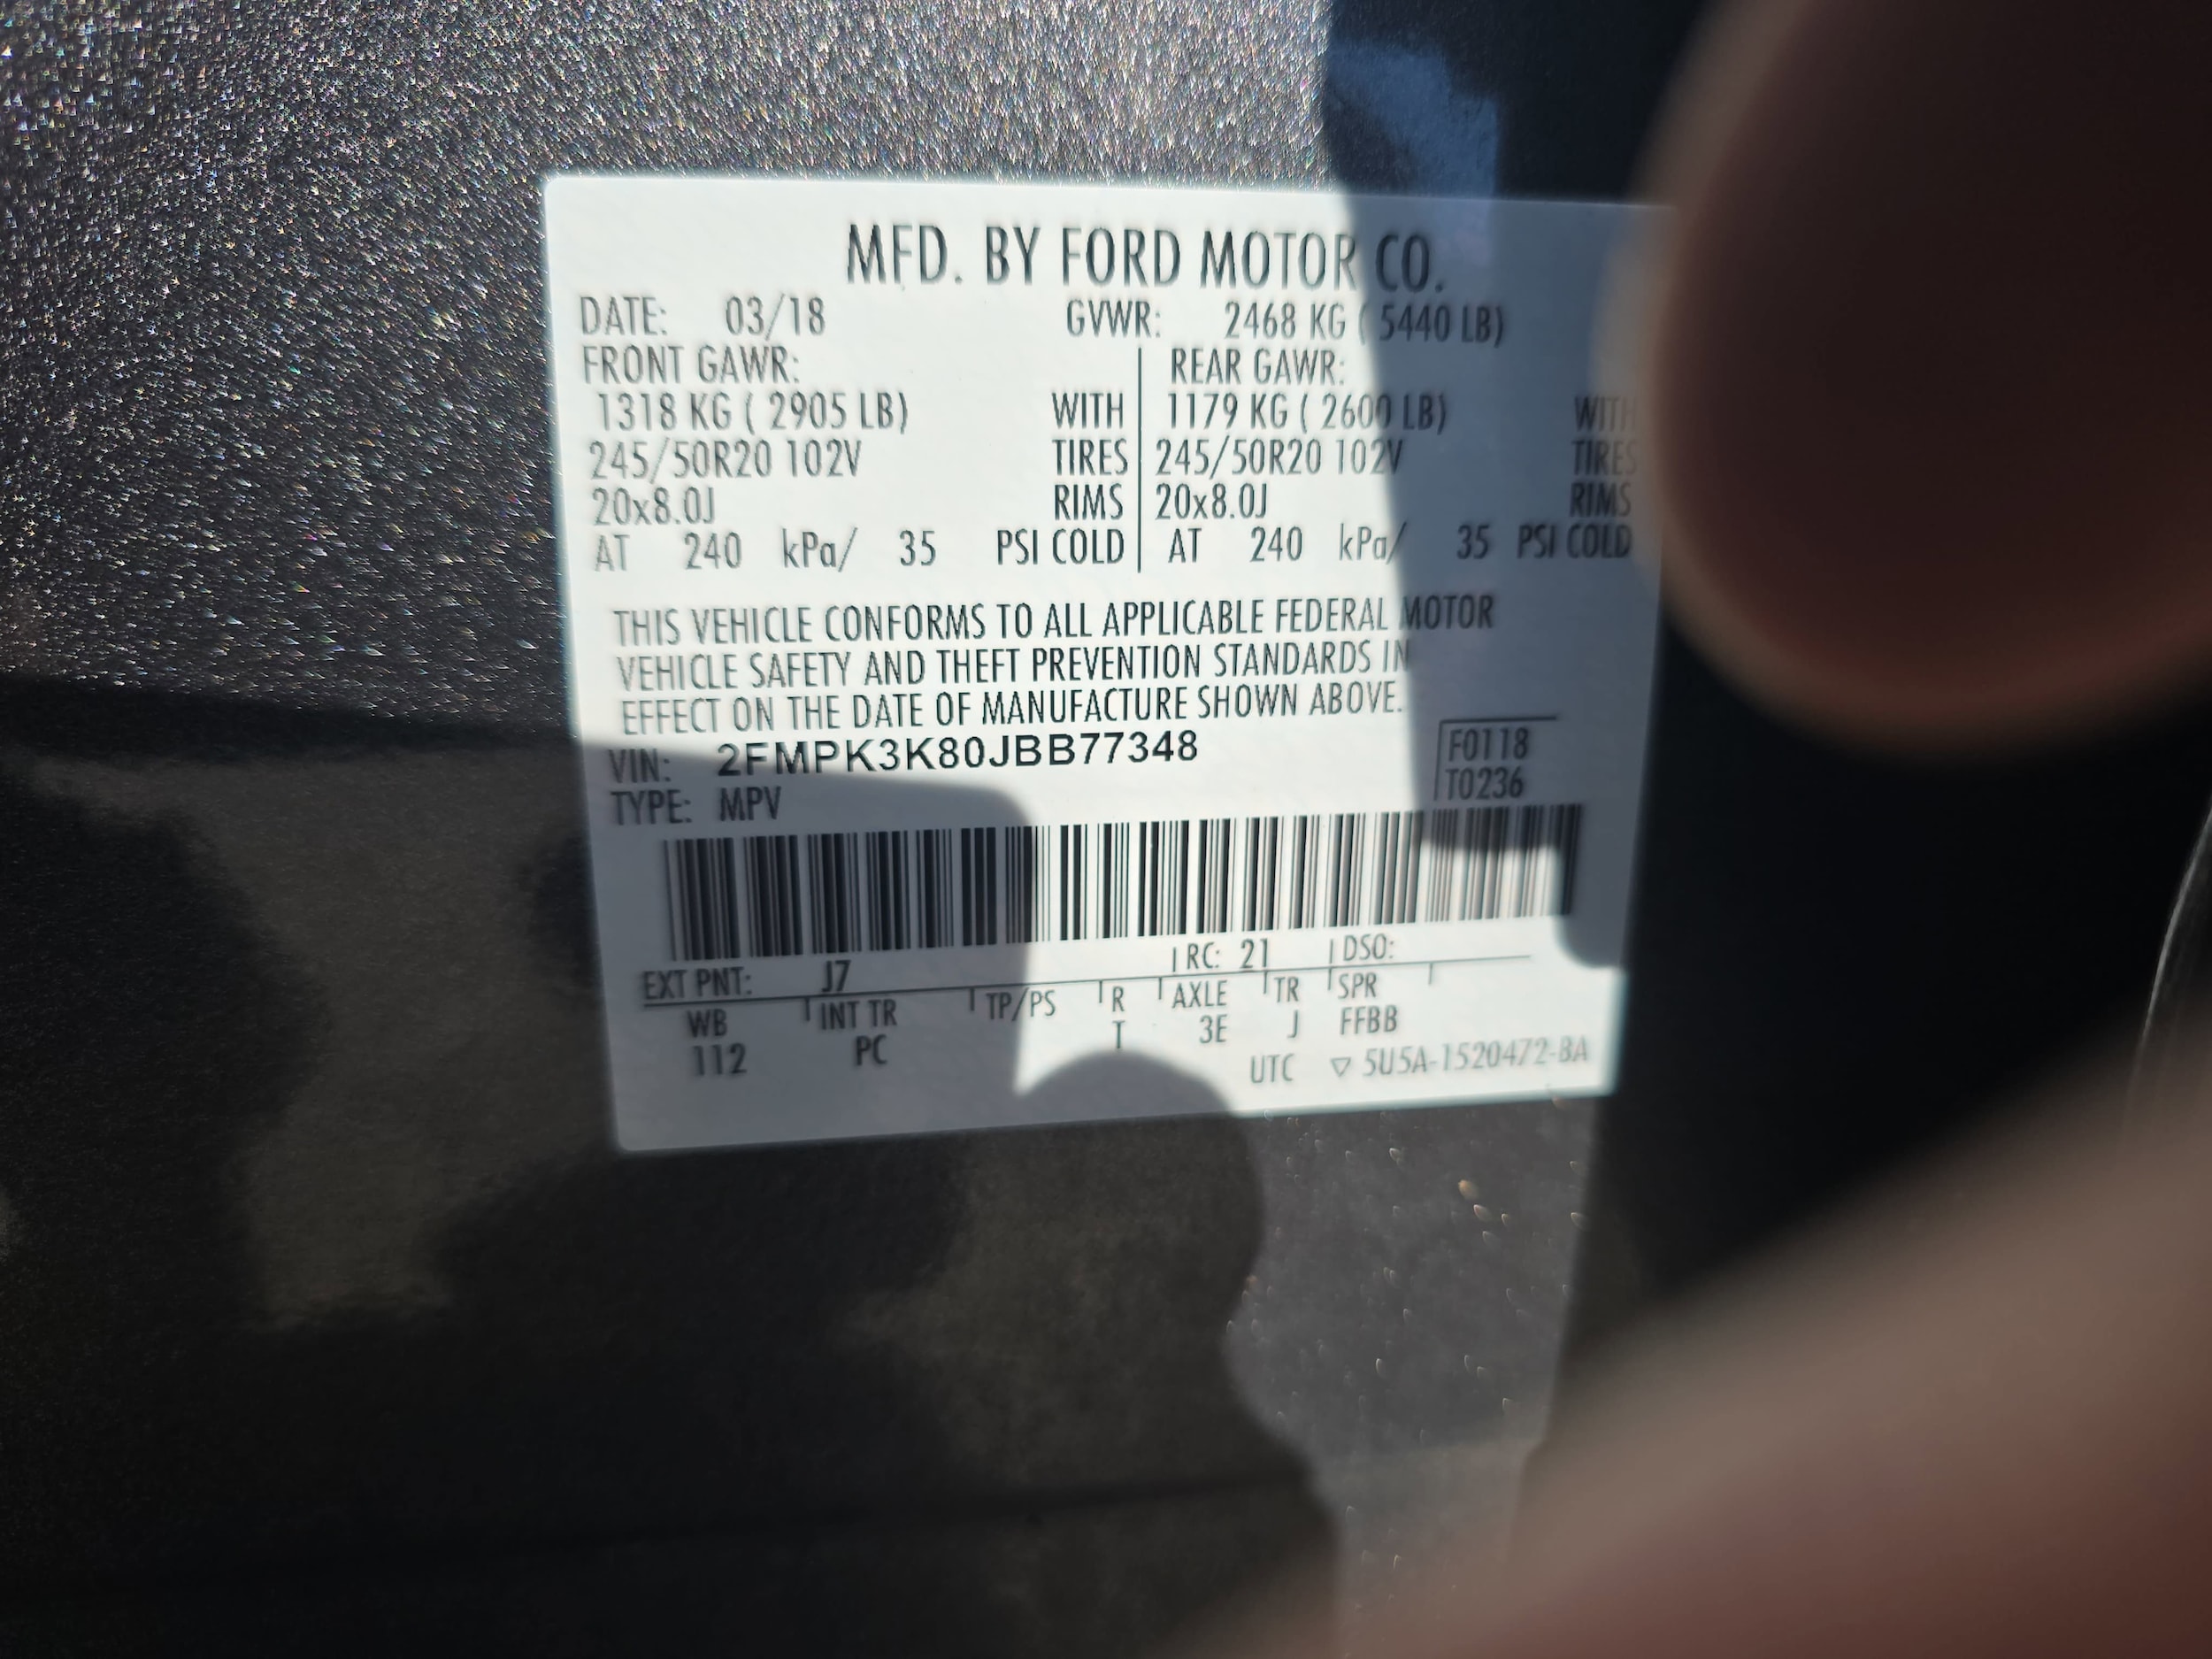 MFD. BY FORD MOTOR CO.
DATE: 03/18 GVWR: 2468 KG ( 5440 LB)
FRONT GAWR: REAR GAWR:
1318 KG ( 2905 LB) WITH 1179 KG ( 2600 LB) WITH
245/50R20 102V TIRES 245/50R20 102V TIRES
20x8.0J RIMS 20x8.0J RIMS
AT 240 kPa/ 35 PSI COLD AT 240 kPa/ 35 PSI COLD
THIS VEHICLE CONFORMS TO ALL APPLICABLE FEDERAL MOTOR
VEHICLE SAFETY AND THEFT PREVENTION STANDARDS IN
EFFECT ON THE DATE OF MANUFACTURE SHOWN ABOVE.
VIN: 2FMPK3K80JBB77348 F0118
TYPE: MPV T0236
EXT PNT: J7 RC: 21 DSO:
WB INT TR TP/PS R AXLE TR SPR
112 PC T 3E J FFBB
UTC ▽ 5U5A-1520472-BA